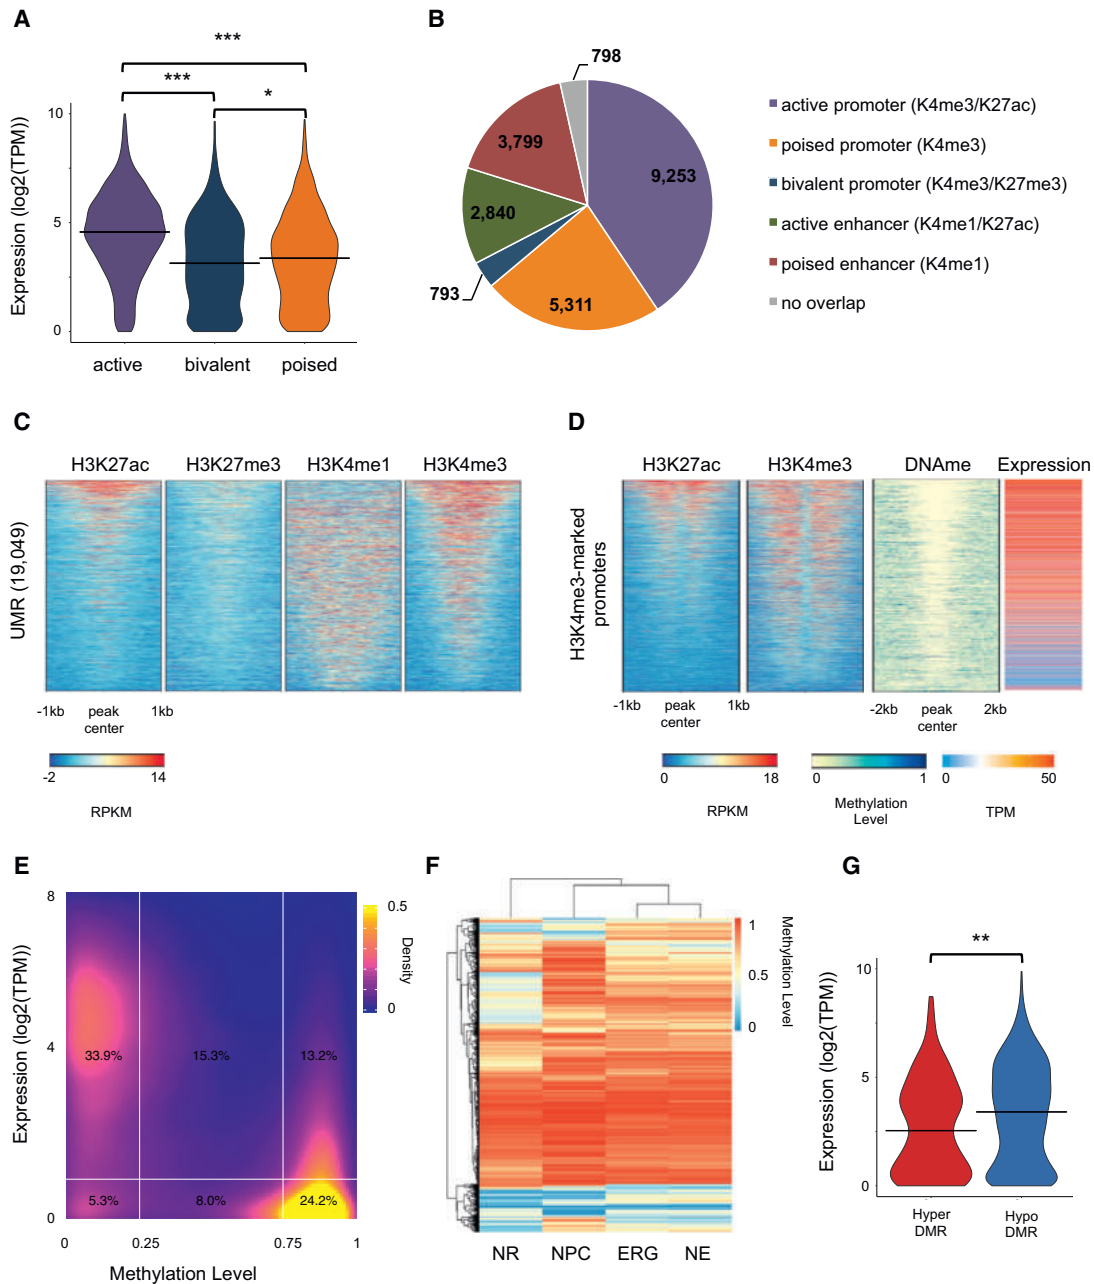 A
***
***
*
Expression (log2(TPM))
10
5
0
active bivalent poised
B
798
9,253
3,799
2,840
793
5,311
active promoter (K4me3/K27ac)
poised promoter (K4me3)
bivalent promoter (K4me3/K27me3)
active enhancer (K4me1/K27ac)
poised enhancer (K4me1)
no overlap
C
H3K27ac H3K27me3 H3K4me1 H3K4me3
UMR (19,049)
-1kb peak center 1kb
-2 14
RPKM
D
H3K27ac H3K4me3 DNAme Expression
H3K4me3-marked
promoters
-1kb peak center 1kb
-2kb peak center 2kb
0 18
RPKM
0 1
Methylation
Level
0 50
TPM
E
Expression (log2(TPM))
8
4
0
33.9% 15.3% 13.2%
5.3% 8.0% 24.2%
0 0.25 0.75 1
Methylation Level
0.5
0
Density
F
1
0.5
0
Methylation Level
NR NPC ERG NE
G
**
Expression (log2(TPM))
10
5
0
Hyper
DMR
Hypo
DMR